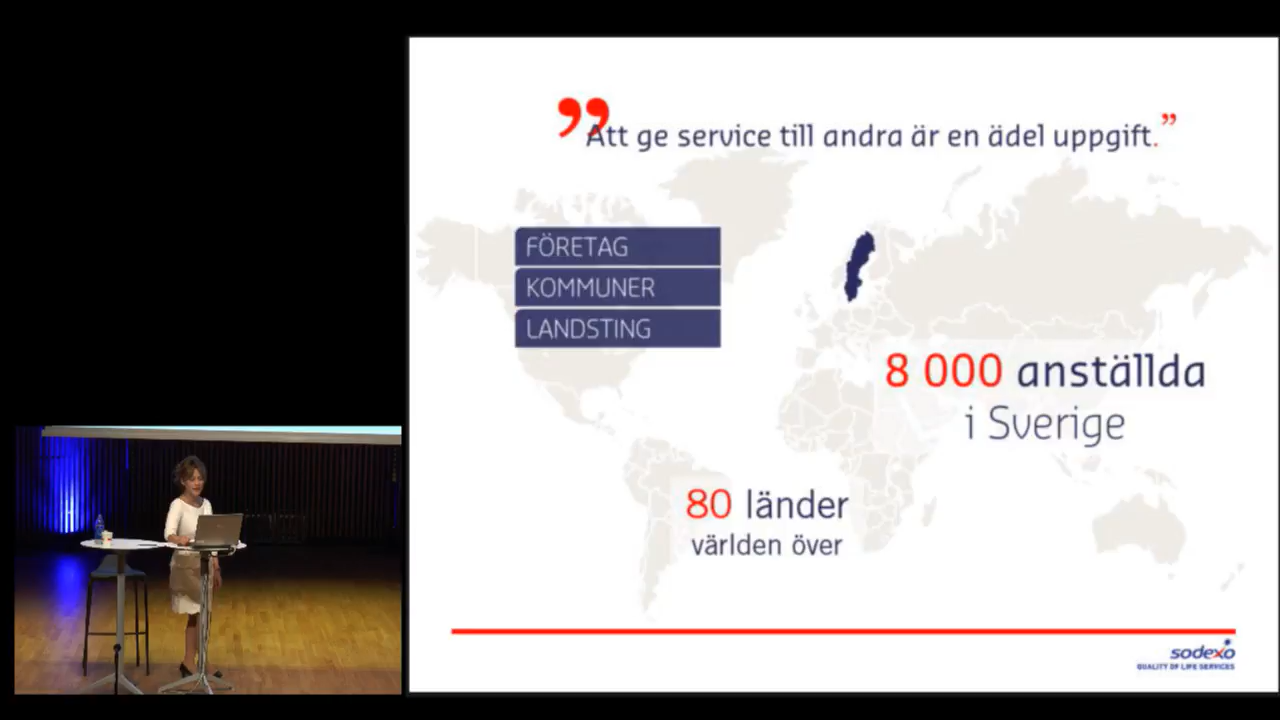 ”Att ge service till andra är en ädel uppgift.”
FÖRETAG
KOMMUNER
LANDSTING
8 000 anställda
i Sverige
80 länder
världen över
sodexo
QUALITY OF LIFE SERVICES